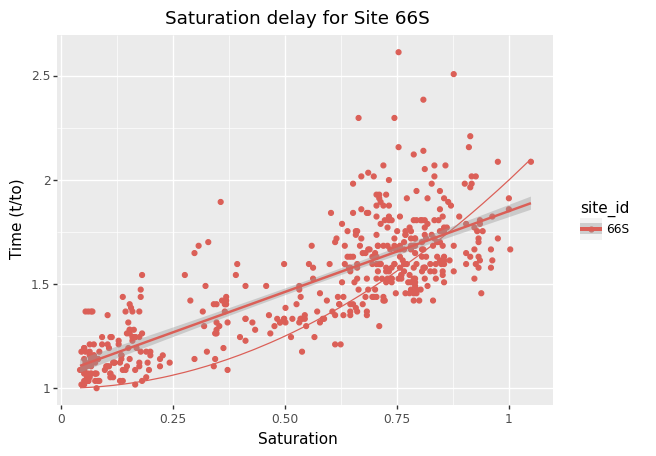 Saturation delay for Site 66S
2.5
2
1.5
1
Time (t/to)
0
0.25
0.50
0.75
1
Saturation
site_id
66S